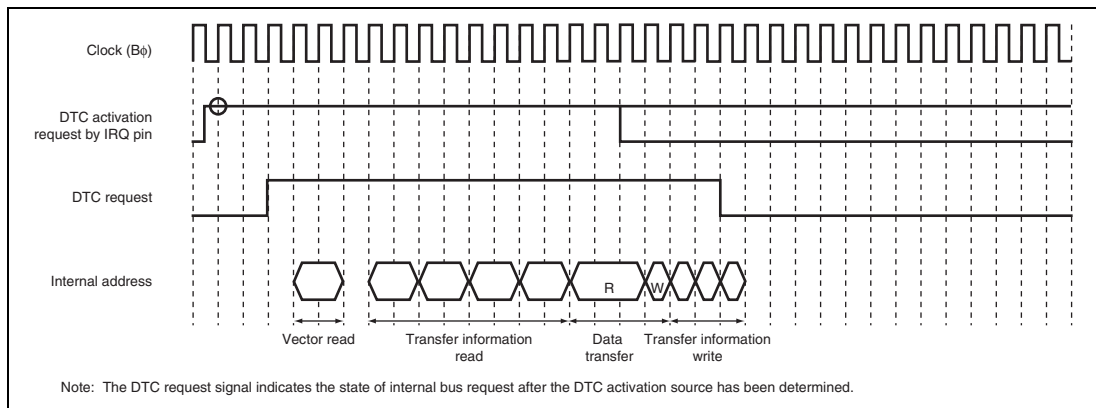 Clock (Bφ)
DTC activation
request by IRQ pin
DTC request
Internal address
R
W
Vector read
Transfer information
read
Data
transfer
Transfer information
write
Note: The DTC request signal indicates the state of internal bus request after the DTC activation source has been determined.